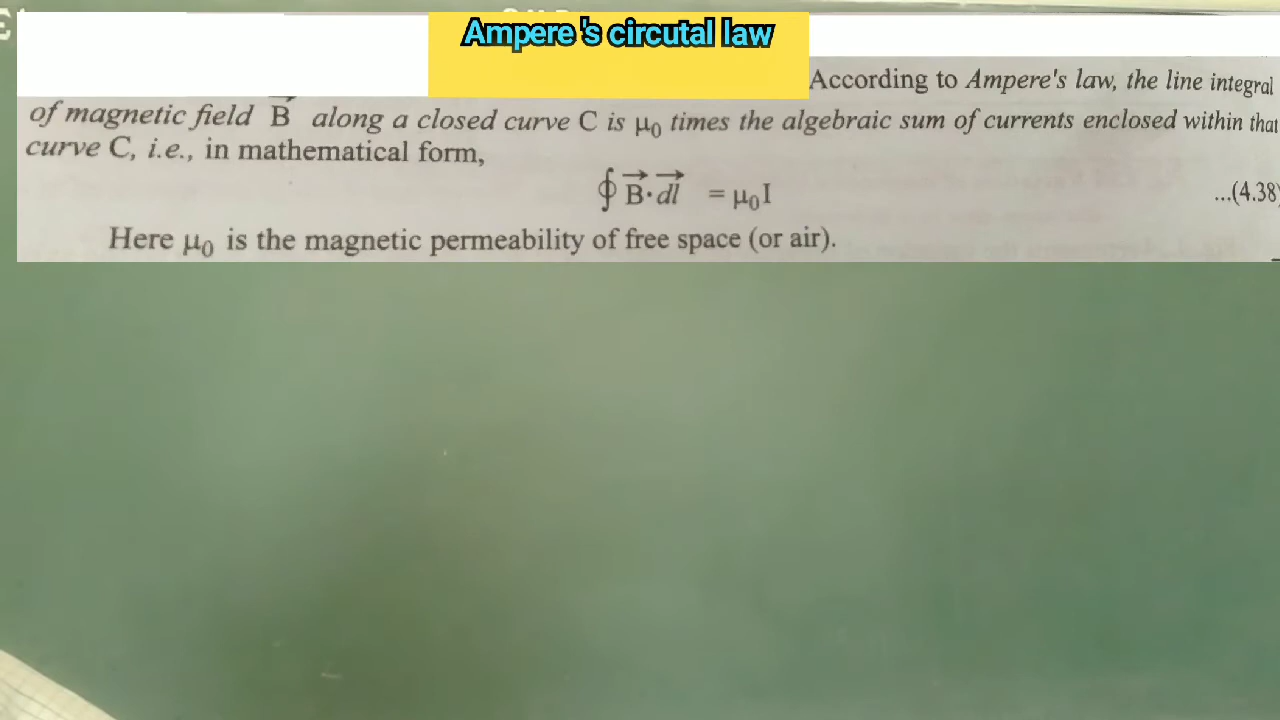 Ampere 's circutal law
According to Ampere's law, the line integral
of magnetic field B⃗ along a closed curve C is μ₀ times the algebraic sum of currents enclosed within that
curve C, i.e., in mathematical form,
∮ B⃗·dl⃗ = μ₀I ...(4.38)
Here μ₀ is the magnetic permeability of free space (or air).